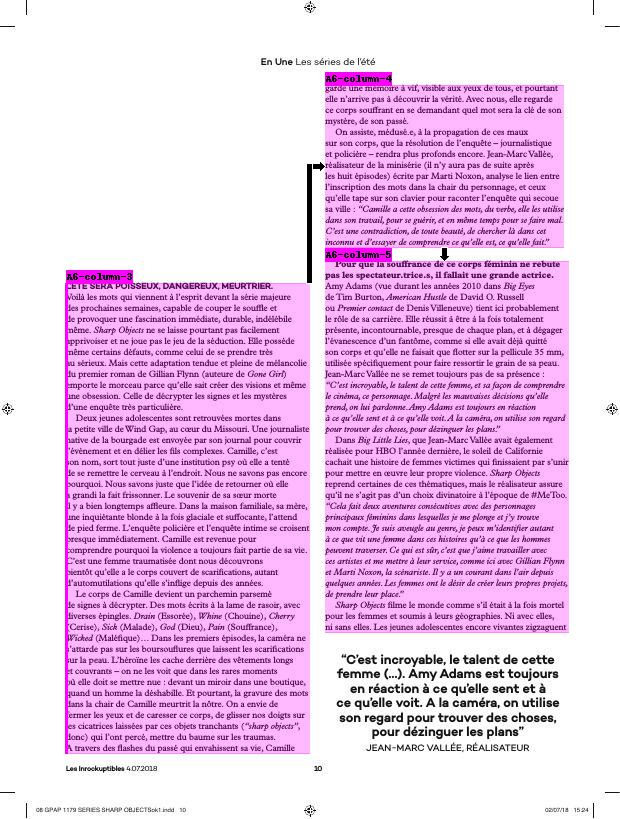 En Une Les séries de l'été
A6-column-3
L'ÉTÉ SERA POISSEUX, DANGEREUX, MEURTRIER.
Voilà les mots qui viennent à l'esprit devant la série majeure
des prochaines semaines, capable de couper le souffle et
de provoquer une fascination immédiate, durable, indélébile
même. Sharp Objects ne se laisse pourtant pas facilement
apprivoiser et ne joue pas le jeu de la séduction. Elle possède
même certains défauts, comme celui de se prendre très
au sérieux. Mais cette adaptation tendue et pleine de mélancolie
du premier roman de Gillian Flynn (auteure de Gone Girl)
emporte le morceau parce qu'elle sait créer des visions et même
une obsession. Celle de décrypter les signes et les mystères
d'une enquête très particulière.
Deux jeunes adolescentes sont retrouvées mortes dans
la petite ville de Wind Gap, au cœur du Missouri. Une journaliste
native de la bourgade est envoyée par son journal pour couvrir
l'événement et en délier les fils complexes. Camille, c'est
son nom, sort tout juste d'une institution psy où elle a tenté
de se remettre le cerveau à l'endroit. Nous ne savons pas encore
pourquoi. Nous savons juste que l'idée de retourner où elle
a grandi la fait frissonner. Le souvenir de sa sœur morte
il y a bien longtemps affleure. Dans la maison familiale, sa mère,
une inquiétante blonde à la fois glaciale et suffocante, l'attend
de pied ferme. L'enquête policière et l'enquête intime se croisent
presque immédiatement. Camille est revenue pour
comprendre pourquoi la violence a toujours fait partie de sa vie.
C'est une femme traumatisée dont nous découvrons
bientôt qu'elle a le corps couvert de scarifications, autant
d'automutilations qu'elle s'inflige depuis des années.
Le corps de Camille devient un parchemin parsemé
de signes à décrypter. Des mots écrits à la lame de rasoir, avec
diverses épingles. Drain (Essorée), Whine (Chouine), Cherry
(Cerise), Sick (Malade), God (Dieu), Pain (Souffrance),
Wicked (Maléfique)… Dans les premiers épisodes, la caméra ne
s'attarde pas sur les boursouflures que laissent les scarifications
sur la peau. L'héroïne les cache derrière des vêtements longs
et couvrants – on ne les voit que dans les rares moments
où elle doit se mettre nue : devant un miroir dans une boutique,
quand un homme la déshabille. Et pourtant, la gravure des mots
dans la chair de Camille meurtrit la nôtre. On a envie de
fermer les yeux et de caresser ce corps, de glisser nos doigts sur
les cicatrices laissées par ces objets tranchants (“sharp objects”,
donc) qui l'ont percé, mettre du baume sur les traumas.
A travers des flashes du passé qui envahissent sa vie, Camille
A6-column-4
garde une mémoire à vif, visible aux yeux de tous, et pourtant
elle n'arrive pas à découvrir la vérité. Avec nous, elle regarde
ce corps souffrant en se demandant quel mot sera la clé de son
mystère, de son passé.
On assiste, médusé.e, à la propagation de ces maux
sur son corps, que la résolution de l'enquête – journalistique
et policière – rendra plus profonds encore. Jean-Marc Vallée,
réalisateur de la minisérie (il n'y aura pas de suite après
les huit épisodes) écrite par Marti Noxon, analyse le lien entre
l'inscription des mots dans la chair du personnage, et ceux
qu'elle tape sur son clavier pour raconter l'enquête qui secoue
sa ville : “Camille a cette obsession des mots, du verbe, elle les utilise
dans son travail, pour se guérir, et en même temps pour se faire mal.
C'est une contradiction, de toute beauté, de chercher là dans cet
inconnu et d'essayer de comprendre ce qu'elle est, ce qu'elle fait.”
A6-column-5
Pour que la souffrance de ce corps féminin ne rebute
pas les spectateur.trice.s, il fallait une grande actrice.
Amy Adams (vue durant les années 2010 dans Big Eyes
de Tim Burton, American Hustle de David O. Russell
ou Premier contact de Denis Villeneuve) tient ici probablement
le rôle de sa carrière. Elle réussit à être à la fois totalement
présente, incontournable, presque de chaque plan, et à dégager
l'évanescence d'un fantôme, comme si elle avait déjà quitté
son corps et qu'elle ne faisait que flotter sur la pellicule 35 mm,
utilisée spécifiquement pour faire ressortir le grain de sa peau.
Jean-Marc Vallée ne se remet toujours pas de sa présence :
“C'est incroyable, le talent de cette femme, et sa façon de comprendre
le cinéma, ce personnage. Malgré les mauvaises décisions qu'elle
prend, on lui pardonne. Amy Adams est toujours en réaction
à ce qu'elle sent et à ce qu'elle voit. A la caméra, on utilise son regard
pour trouver des choses, pour dézinguer les plans.”
Dans Big Little Lies, que Jean-Marc Vallée avait également
réalisée pour HBO l'année dernière, le soleil de Californie
cachait une histoire de femmes victimes qui finissaient par s'unir
pour mettre en œuvre leur propre violence. Sharp Objects
reprend certaines de ces thématiques, mais le réalisateur assure
qu'il ne s'agit pas d'un choix divinatoire à l'époque de #MeToo.
“Cela fait deux aventures consécutives avec des personnages
principaux féminins dans lesquelles je me plonge et j'y trouve
mon compte. Je suis aveugle au genre, je peux m'identifier autant
à ce que vit une femme dans ces histoires qu'à ce que les hommes
peuvent traverser. Ce qui est sûr, c'est que j'aime travailler avec
ces artistes et me mettre à leur service, comme ici avec Gillian Flynn
et Marti Noxon, la scénariste. Il y a un courant dans l'air depuis
quelques années. Les femmes ont le désir de créer leurs propres projets,
de prendre leur place.”
Sharp Objects filme le monde comme s'il était à la fois mortel
pour les femmes et soumis à leurs géographies. Ni avec elles,
ni sans elles. Les jeunes adolescentes encore vivantes zigzaguent
“C'est incroyable, le talent de cette
femme (…). Amy Adams est toujours
en réaction à ce qu'elle sent et à
ce qu'elle voit. A la caméra, on utilise
son regard pour trouver des choses,
pour dézinguer les plans”
JEAN-MARC VALLÉE, RÉALISATEUR
Les Inrockuptibles 4.07.2018
10
08 GPAP 1179 SERIES SHARP OBJECTSok1.indd 10
02/07/18 15:24